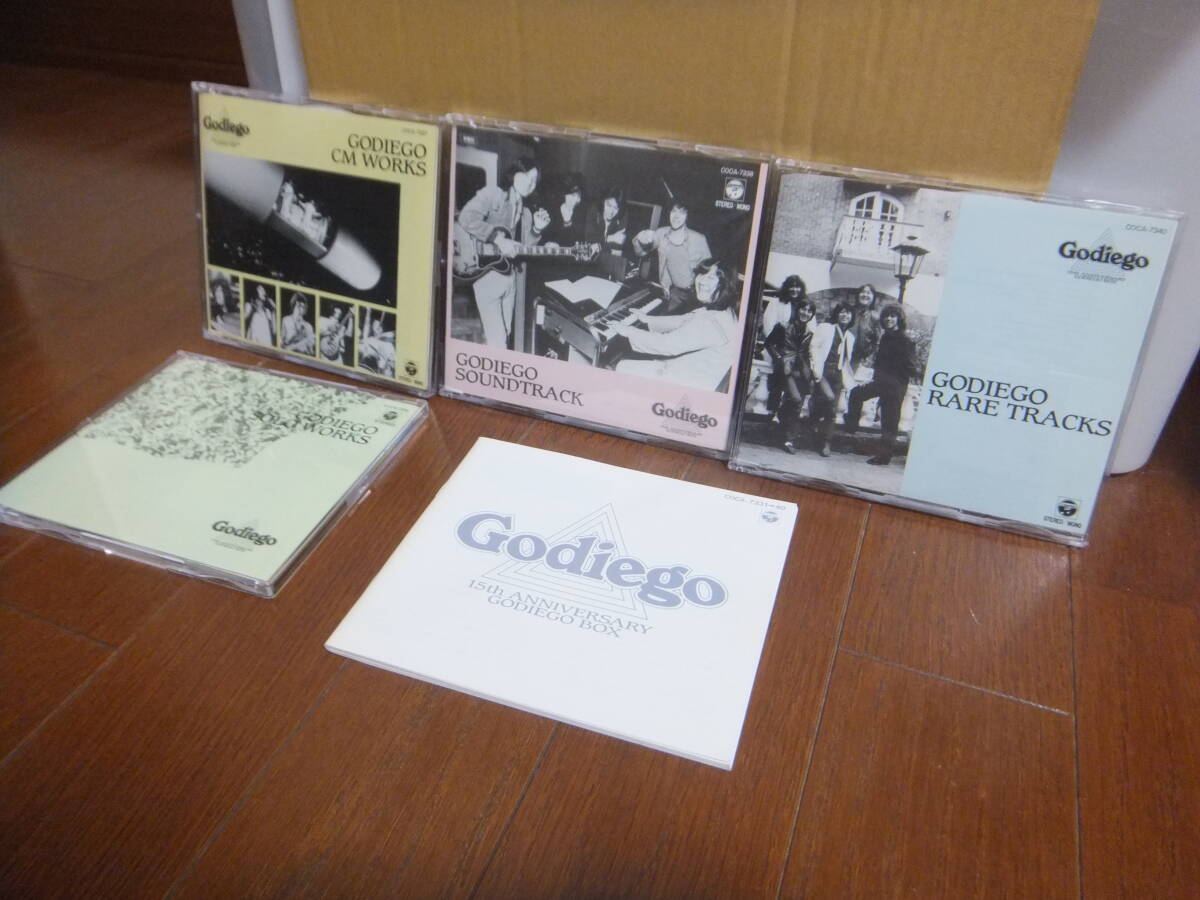 Godiego
GODIEGO
CM WORKS
COCA-7338
STEREO MONO
GODIEGO
SOUNDTRACK
Godiego
COCA-7340
Godiego
GODIEGO
RARE TRACKS
STEREO MONO
GODIEGO
WORKS
Godiego
COCA-7331~40
Godiego
15th ANNIVERSARY
GODIEGO BOX